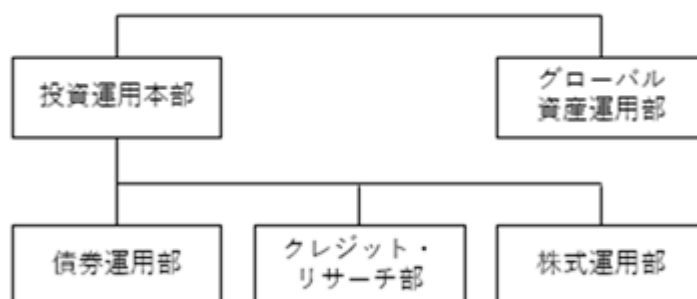 投資運用本部
グローバル
資産運用部
債券運用部
クレジット・
リサーチ部
株式運用部